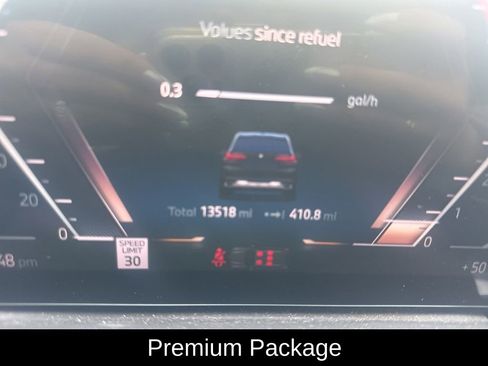 Values since refuel
0.3 gal/h
Total 13518 mi 410.8 mi
20 1
0 0
SPEED
LIMIT
30
48 pm +50
Premium Package